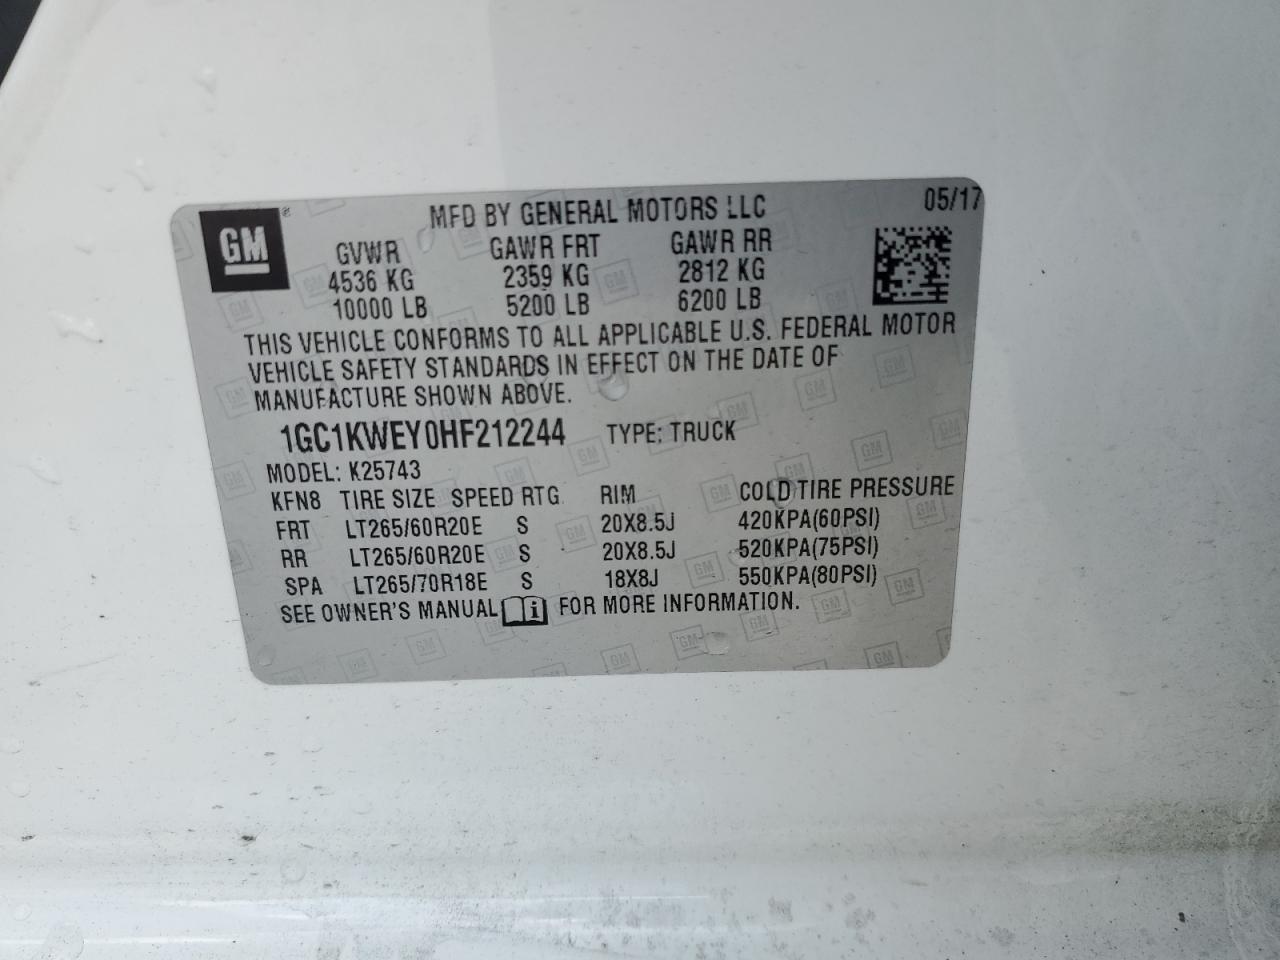 GM
MFD BY GENERAL MOTORS LLC 05/17
GVWR GAWR FRT GAWR RR
4536 KG 2359 KG 2812 KG
10000 LB 5200 LB 6200 LB
THIS VEHICLE CONFORMS TO ALL APPLICABLE U.S. FEDERAL MOTOR
VEHICLE SAFETY STANDARDS IN EFFECT ON THE DATE OF
MANUFACTURE SHOWN ABOVE.
1GC1KWEY0HF212244 TYPE: TRUCK
MODEL: K25743
KFN8 TIRE SIZE SPEED RTG RIM COLD TIRE PRESSURE
FRT LT265/60R20E S 20X8.5J 420KPA(60PSI)
RR LT265/60R20E S 20X8.5J 520KPA(75PSI)
SPA LT265/70R18E S 18X8J 550KPA(80PSI)
SEE OWNER'S MANUAL i FOR MORE INFORMATION.